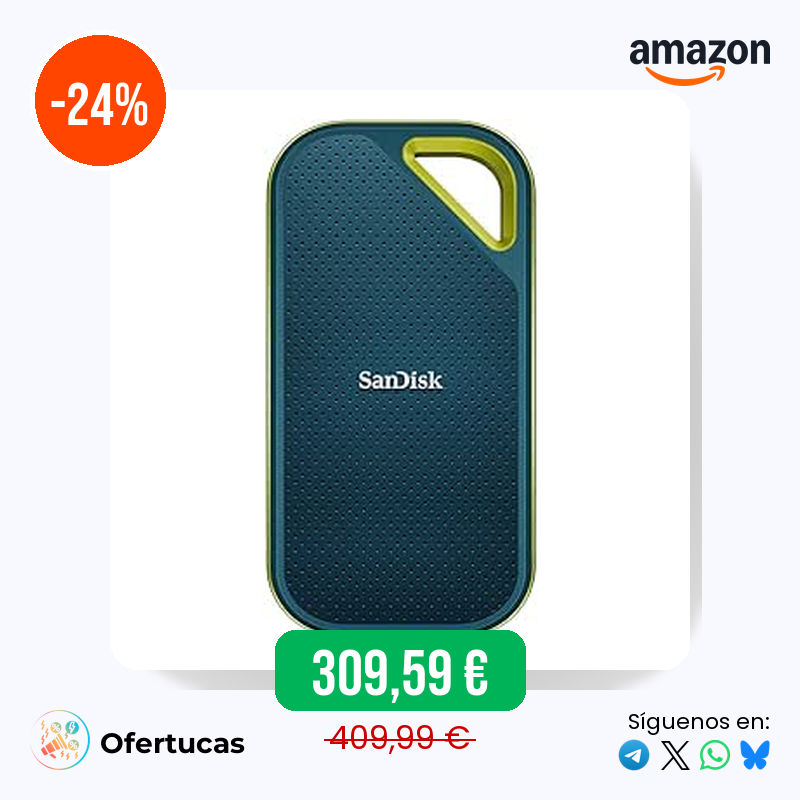 -24%
amazon
SanDisk
309,59 €
409,99 €
Ofertucas
Síguenos en: